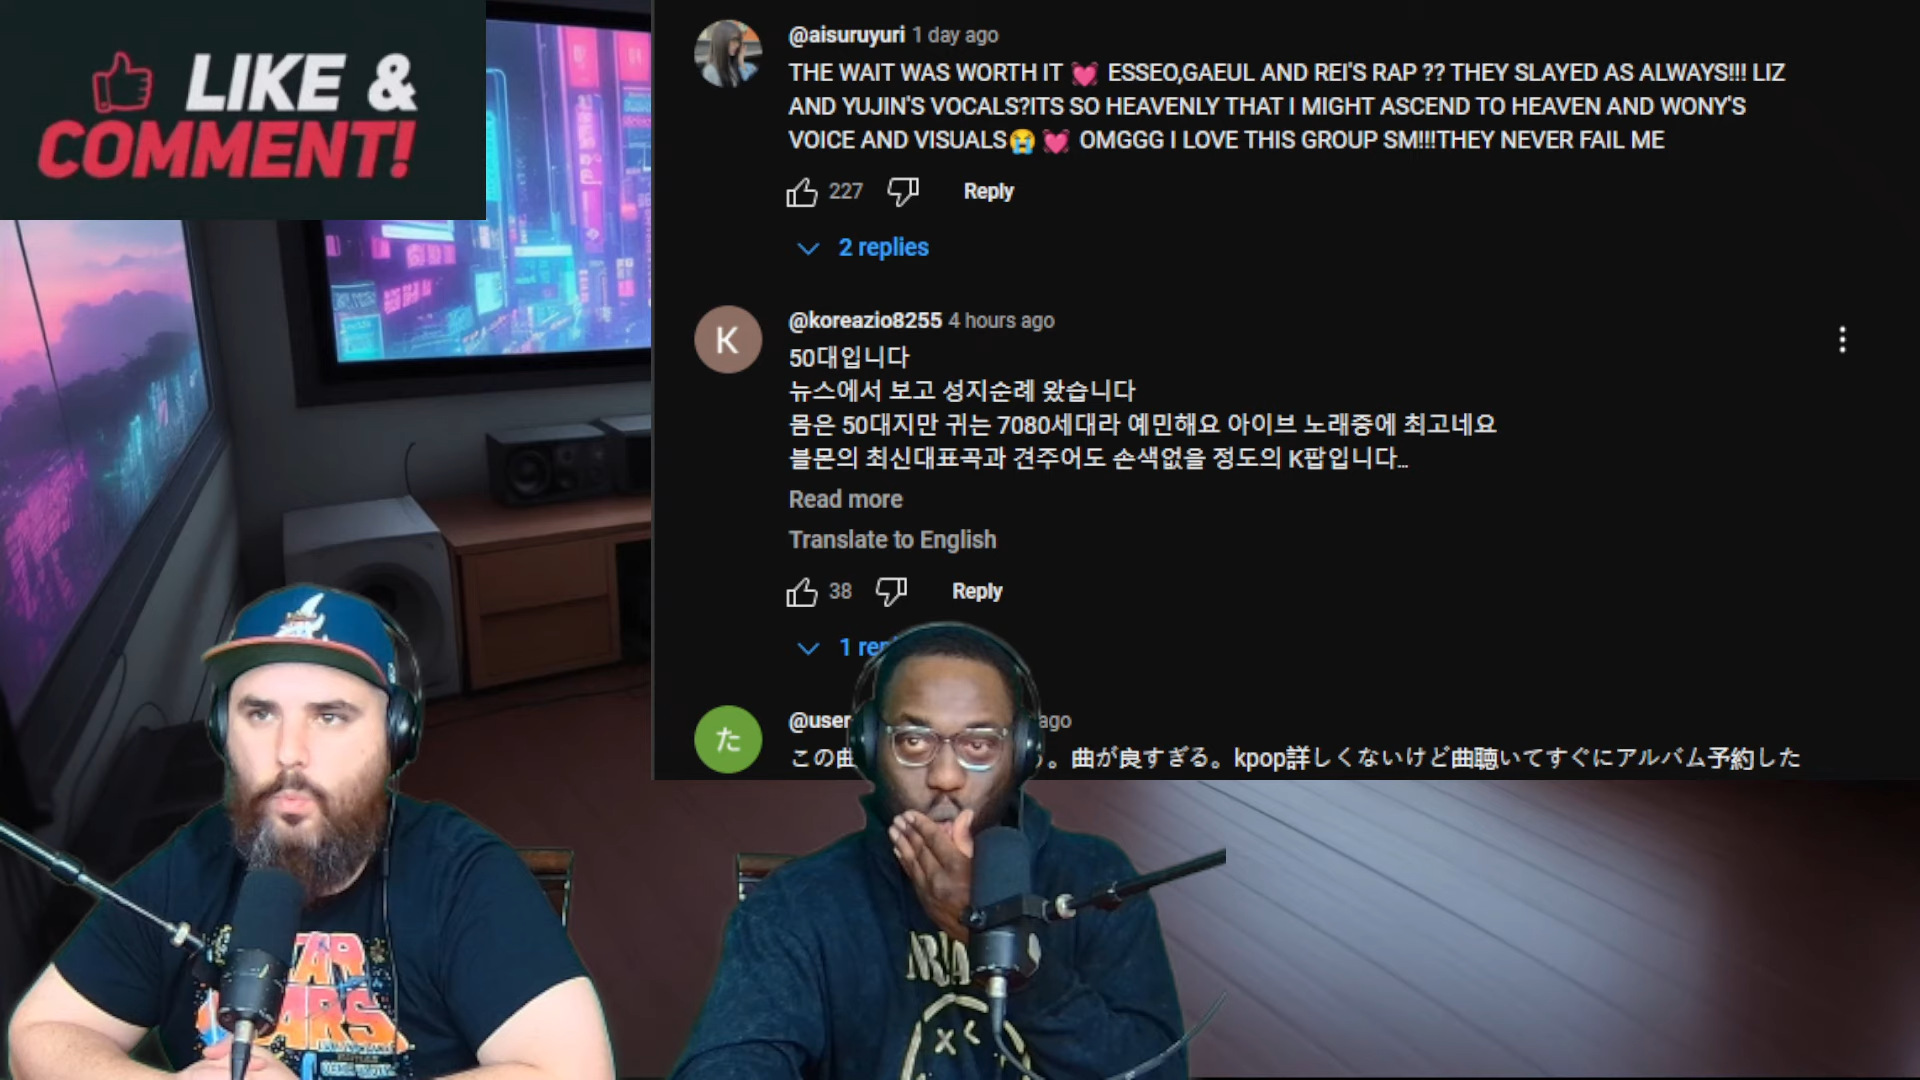 LIKE &
COMMENT!
@aisuruyuri 1 day ago
THE WAIT WAS WORTH IT 💓 ESSEO,GAEUL AND REI'S RAP ?? THEY SLAYED AS ALWAYS!!! LIZ
AND YUJIN'S VOCALS?ITS SO HEAVENLY THAT I MIGHT ASCEND TO HEAVEN AND WONY'S
VOICE AND VISUALS😭 💓 OMGGG I LOVE THIS GROUP SM!!!THEY NEVER FAIL ME
227 Reply
2 replies
K
@koreazio8255 4 hours ago
50대입니다
뉴스에서 보고 성지순례 왔습니다
몸은 50대지만 귀는 7080세대라 예민해요 아이브 노래중에 최고네요
블몬의 최신대표곡과 견주어도 손색없을 정도의 K팝입니다...
Read more
Translate to English
38 Reply
1
た
@user ago
この曲 。曲が良すぎる。kpop詳しくないけど曲聴いてすぐにアルバム予約した